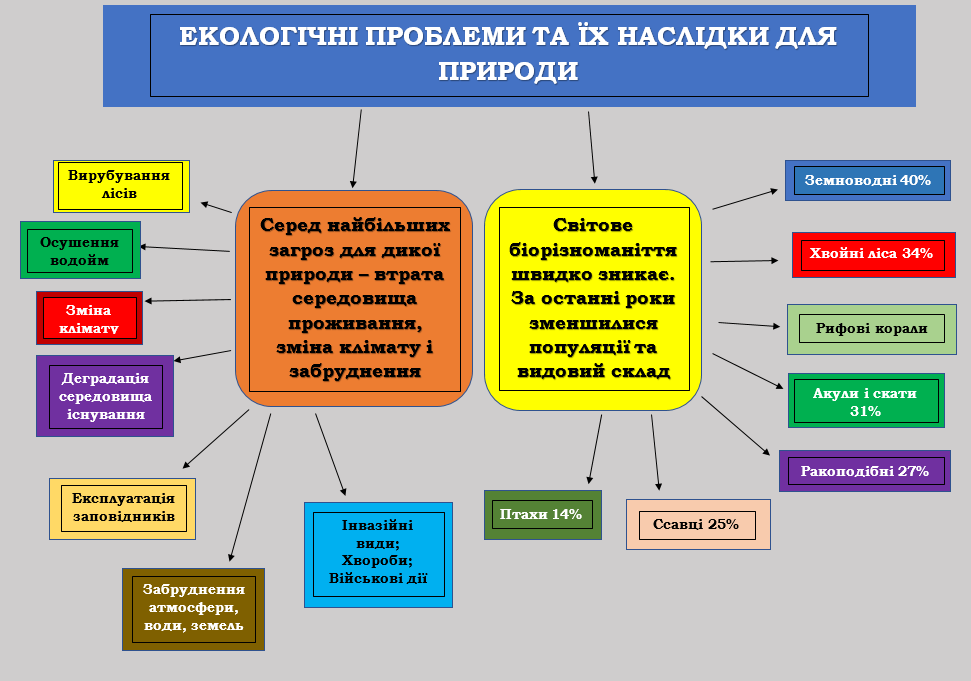 ЕКОЛОГІЧНІ ПРОБЛЕМИ ТА ЇХ НАСЛІДКИ ДЛЯ
ПРИРОДИ
Серед найбільших
загроз для дикої
природи – втрата
середовища
проживання,
зміна клімату і
забруднення
Вирубування
лісів
Осушення
водойм
Зміна
клімату
Деградація
середовища
існування
Експлуатація
заповідників
Забруднення
атмосфери,
води, земель
Інвазійні
види;
Хвороби;
Військові дії
Світове
біорізноманіття
швидко зникає.
За останні роки
зменшилися
популяції та
видовий склад
Земноводні 40%
Хвойні ліса 34%
Рифові корали
Акули і скати
31%
Ракоподібні 27%
Ссавці 25%
Птахи 14%